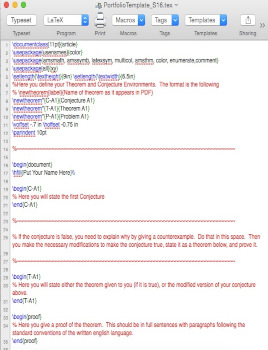 PortfolioTemplate_S16.tex
Typeset LaTeX Macros Tags Templates
Typeset Program Print Macros Tags Templates
\documentclass[11pt]{article}
\usepackage[usenames]{color}
\usepackage{amsmath, amssymb, latexsym, multicol, amsthm, color, enumerate,comment}
\setlength{\textheight}{9in} \setlength{\textwidth}{6.5in}
%Here you define your Theorem and Conjecture Environments. The format is the following
% \newtheorem{label}{Name of theorem as it appears in PDF}
\newtheorem*{C-A1}{Conjecture A1}
\newtheorem*{T-A1}{Theorem A1}
\newtheorem*{P-A1}{Problem A1}
\voffset -.7 in \hoffset -0.75 in
\parindent 10pt
\begin{document}
\hfill{Put Your Name Here}\\
\begin{C-A1}
% Here you will state the first Conjecture
\end{C-A1}
% If the conjecture is false, you need to explain why by giving a counterexample. Do that in this space. Then
you make the necessary modifications to make the conjecture true, state it as a theorem below, and prove it.
\begin{T-A1}
% Here you will state either the theorem given to you (if it is true), or the modified version of your conjecture
above.
\end{T-A1}
\begin{proof}
% Here you give a proof of the theorem. This should be in full sentences with paragraphs following the
standard conventions of the written english language.
\end{proof}